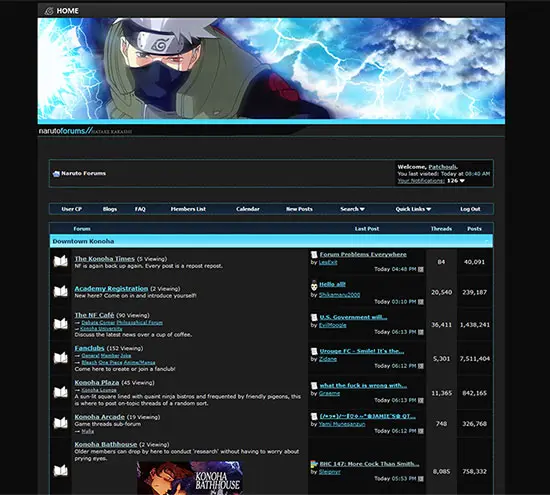 HOME
narutoforums//HATAKE KAKASHI
Naruto Forums
Welcome, Patchouli.
You last visited: Today at 08:40 AM
Your Notifications: 126
User CP Blogs FAQ Members List Calendar New Posts Search Quick Links Log Out
Forum Last Post Threads Posts
Downtown Konoha
The Konoha Times (5 Viewing)
NF is again back up again. Every post is a repost repost.
Forum Problems Everywhere
by LesExit
Today 04:48 PM
84 40,091
Academy Registration (2 Viewing)
New here? Come on in and introduce yourself!
Hello all!
by Shikamaru2000
Today 03:10 PM
20,540 239,187
The NF Café (90 Viewing)
Debate Corner Philosophical Forum
Konoha University
Discuss the latest news over a cup of coffee.
U.S. Government will...
by EvilMoogle
Today 06:13 PM
36,411 1,438,241
Fanclubs (152 Viewing)
General Member Joke
Bleach One Piece Anime/Manga
Come here to create or join a fanclub!
Urouge FC - Smile! It's the...
by Zidane
Today 06:12 PM
5,301 7,511,404
Konoha Plaza (45 Viewing)
Konoha Lounge
A sun-lit square lined with quant ninja bistros and frequented by friendly pigeons, this
is where to post on-topic threads of a random sort.
what the fuck is wrong with...
by Graeme
Today 06:13 PM
11,365 842,165
Konoha Arcade (19 Viewing)
Game threads sub-forum
Mafia
by Yami Munesanzun
Today 06:12 PM
748 326,768
Konoha Bathhouse (2 Viewing)
Older members can drop by here to conduct 'research' without having to worry about
prying eyes.
KONOHA
BATHHOUSE
BHC 147: More Cock Than Smith...
by Sleipnyr
Today 05:53 PM
8,085 758,332